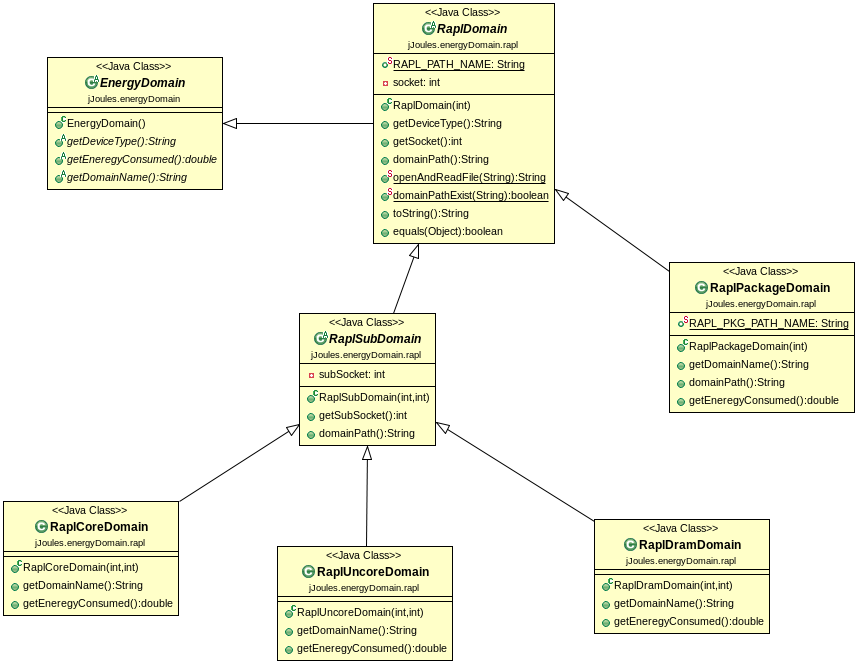 <<Java Class>>
EnergyDomain
jJoules.energyDomain
EnergyDomain()
getDeviceType():String
getEneregyConsumed():double
getDomainName():String
<<Java Class>>
RaplDomain
jJoules.energyDomain.rapl
RAPL_PATH_NAME: String
socket: int
RaplDomain(int)
getDeviceType():String
getSocket():int
domainPath():String
openAndReadFile(String):String
domainPathExist(String):boolean
toString():String
equals(Object):boolean
<<Java Class>>
RaplPackageDomain
jJoules.energyDomain.rapl
RAPL_PKG_PATH_NAME: String
RaplPackageDomain(int)
getDomainName():String
domainPath():String
getEneregyConsumed():double
<<Java Class>>
RaplSubDomain
jJoules.energyDomain.rapl
subSocket: int
RaplSubDomain(int,int)
getSubSocket():int
domainPath():String
<<Java Class>>
RaplCoreDomain
jJoules.energyDomain.rapl
RaplCoreDomain(int,int)
getDomainName():String
getEneregyConsumed():double
<<Java Class>>
RaplUncoreDomain
jJoules.energyDomain.rapl
RaplUncoreDomain(int,int)
getDomainName():String
getEneregyConsumed():double
<<Java Class>>
RaplDramDomain
jJoules.energyDomain.rapl
RaplDramDomain(int,int)
getDomainName():String
getEneregyConsumed():double